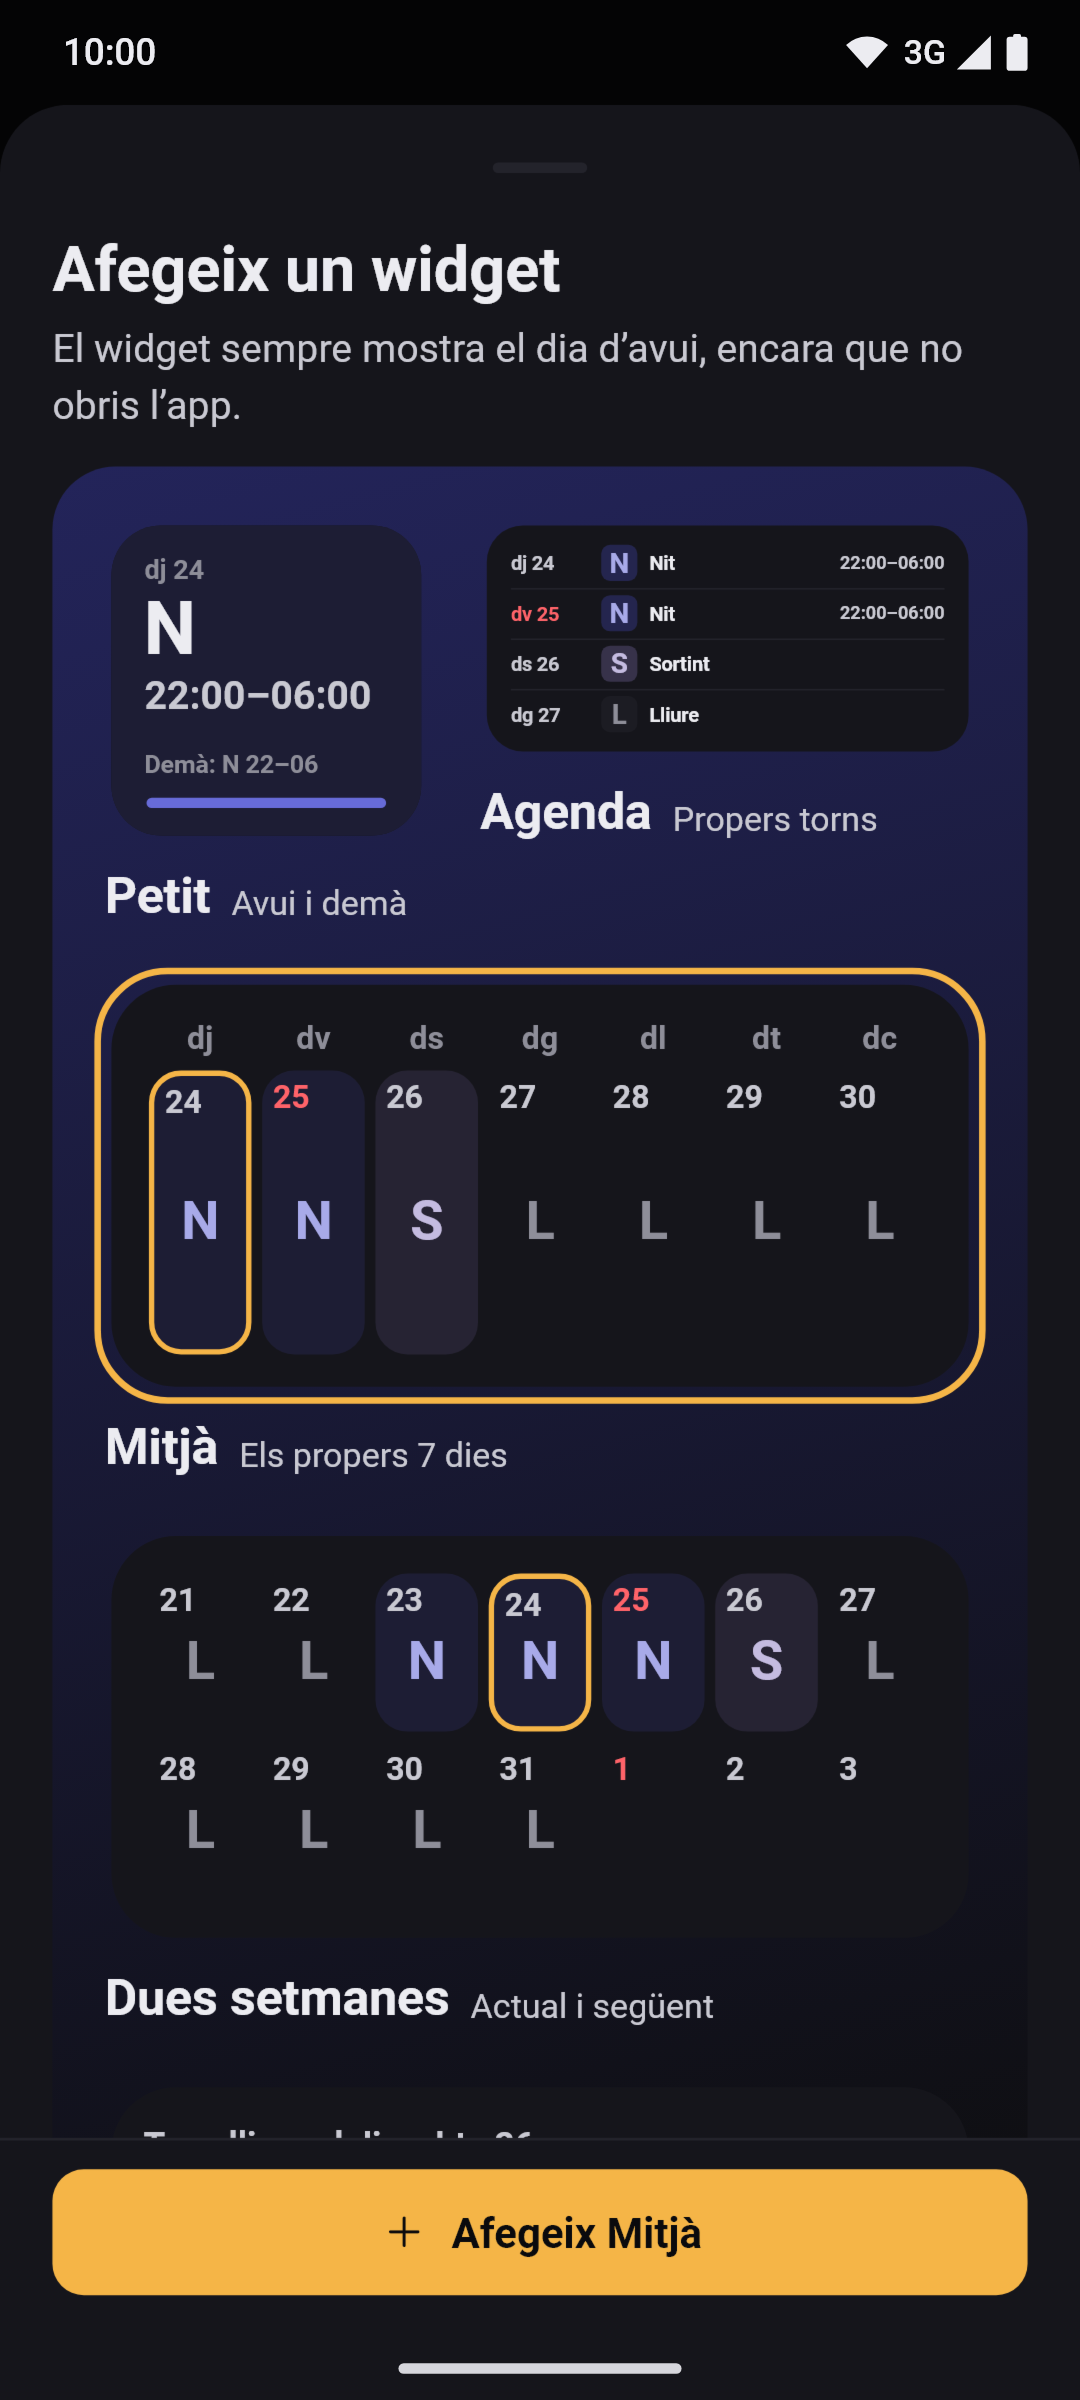 10:00
3G
Afegeix un widget
El widget sempre mostra el dia d’avui, encara que no
obris l’app.
dj 24
N
22:00–06:00
Demà: N 22–06
Petit Avui i demà
dj 24 N Nit 22:00–06:00
dv 25 N Nit 22:00–06:00
ds 26 S Sortint
dg 27 L Lliure
Agenda Propers torns
dj dv ds dg dl dt dc
24 25 26 27 28 29 30
N N S L L L L
Mitjà Els propers 7 dies
21 22 23 24 25 26 27
L L N N N S L
28 29 30 31 1 2 3
L L L L
Dues setmanes Actual i següent
Afegeix Mitjà